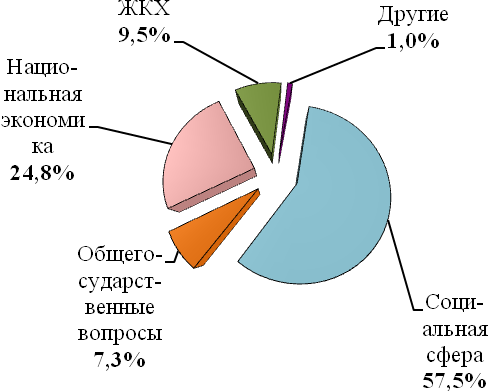 ЖКХ
9,5%
Другие
1,0%
Нацио-
нальная
экономи
ка
24,8%
Общего-
сударст-
венные
вопросы
7,3%
Соци-
альная
сфера
57,5%